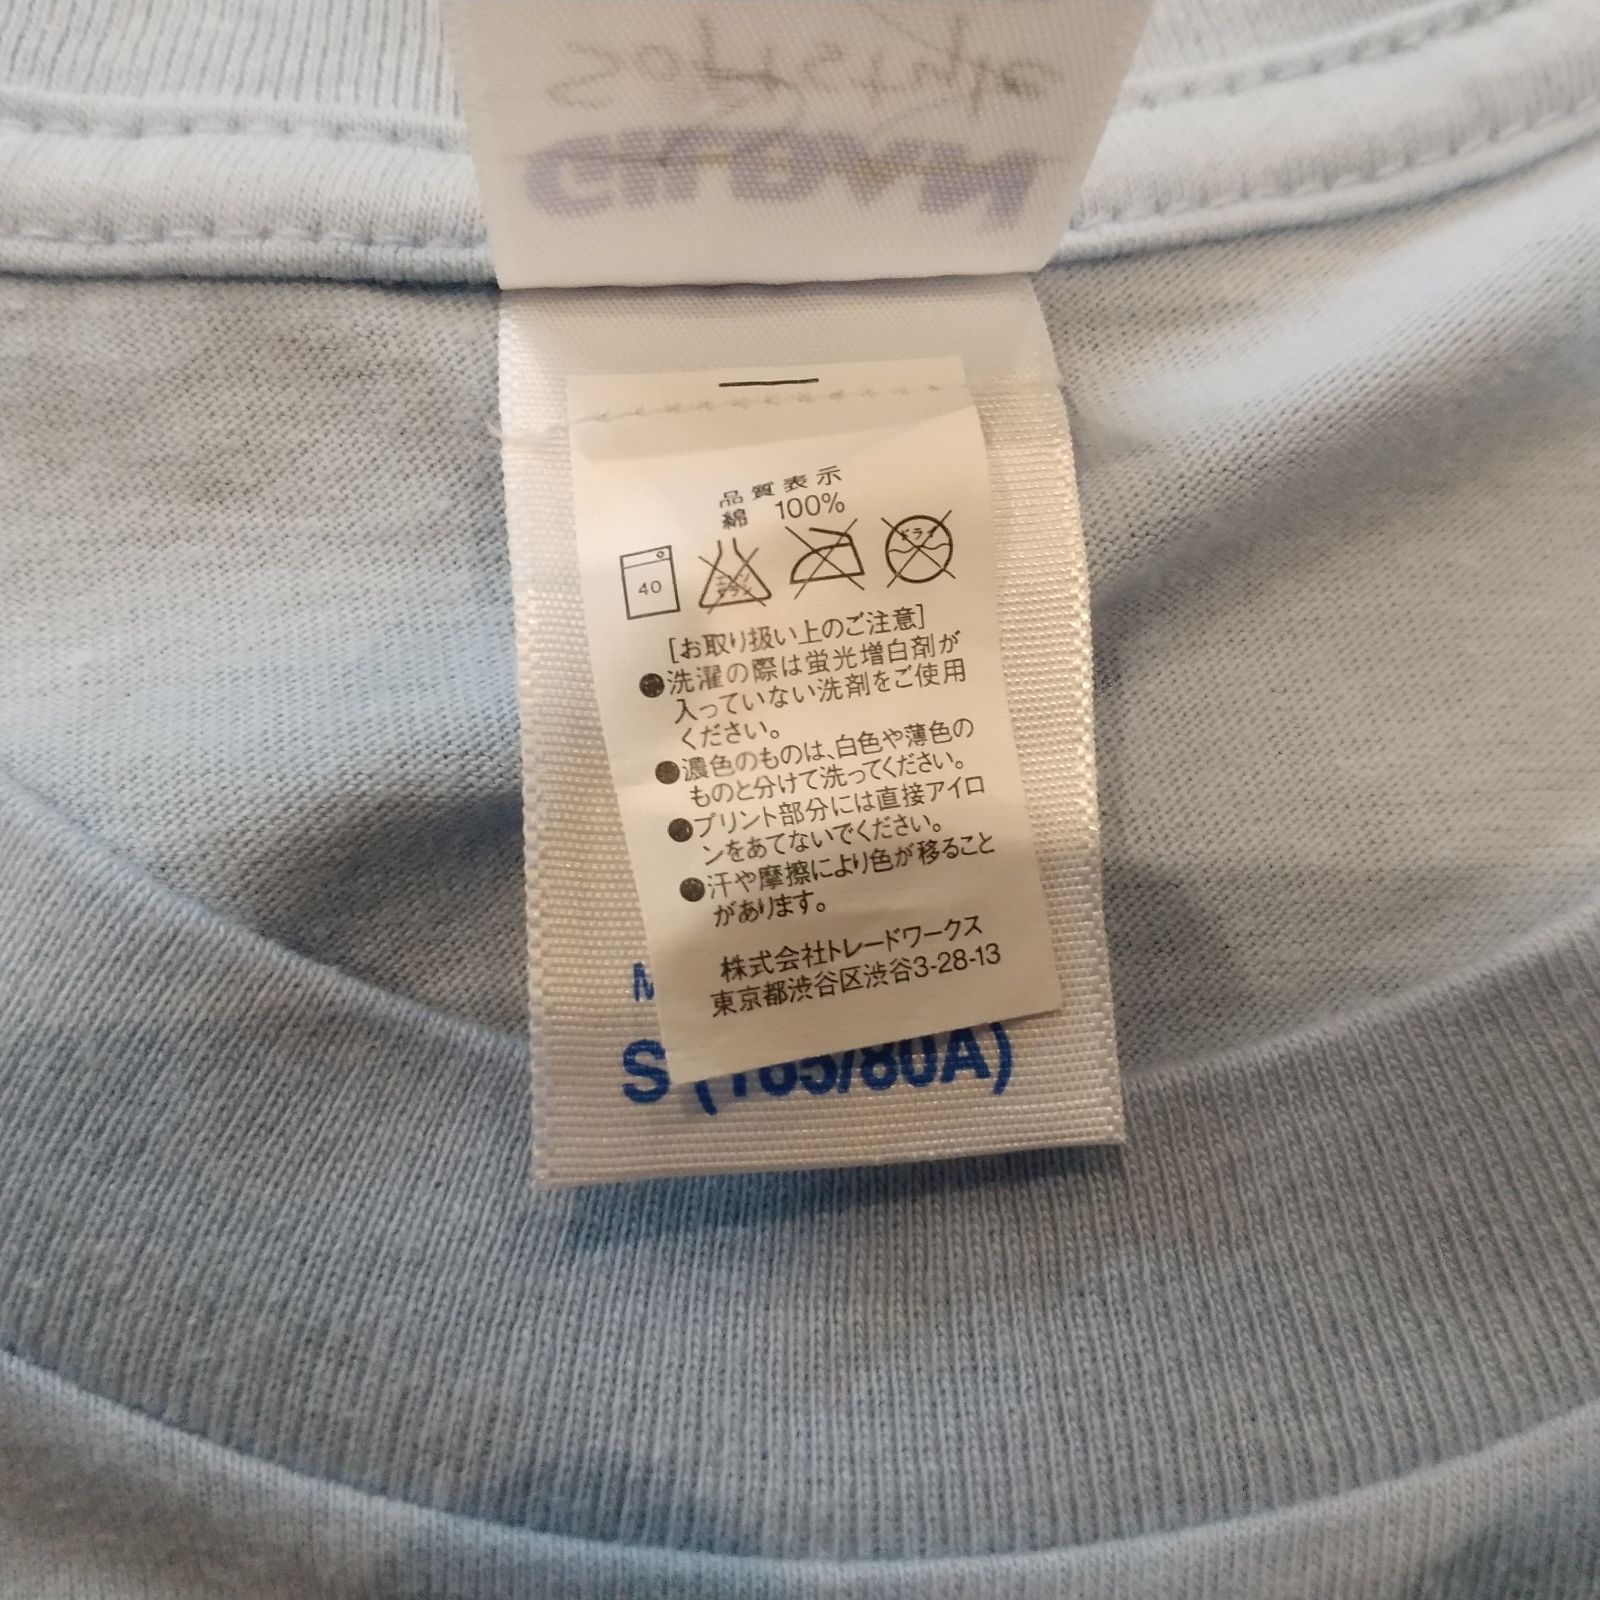 品質表示
綿 100%
40
ドライ
[お取り扱い上のご注意]
●洗濯の際は蛍光増白剤が
入っていない洗剤をご使用
ください。
●濃色のものは、白色や薄色の
ものと分けて洗ってください。
●プリント部分には直接アイロ
ンをあてないでください。
●汗や摩擦により色が移ること
があります。
株式会社トレードワークス
東京都渋谷区渋谷3-28-13
M
S (165/80A)